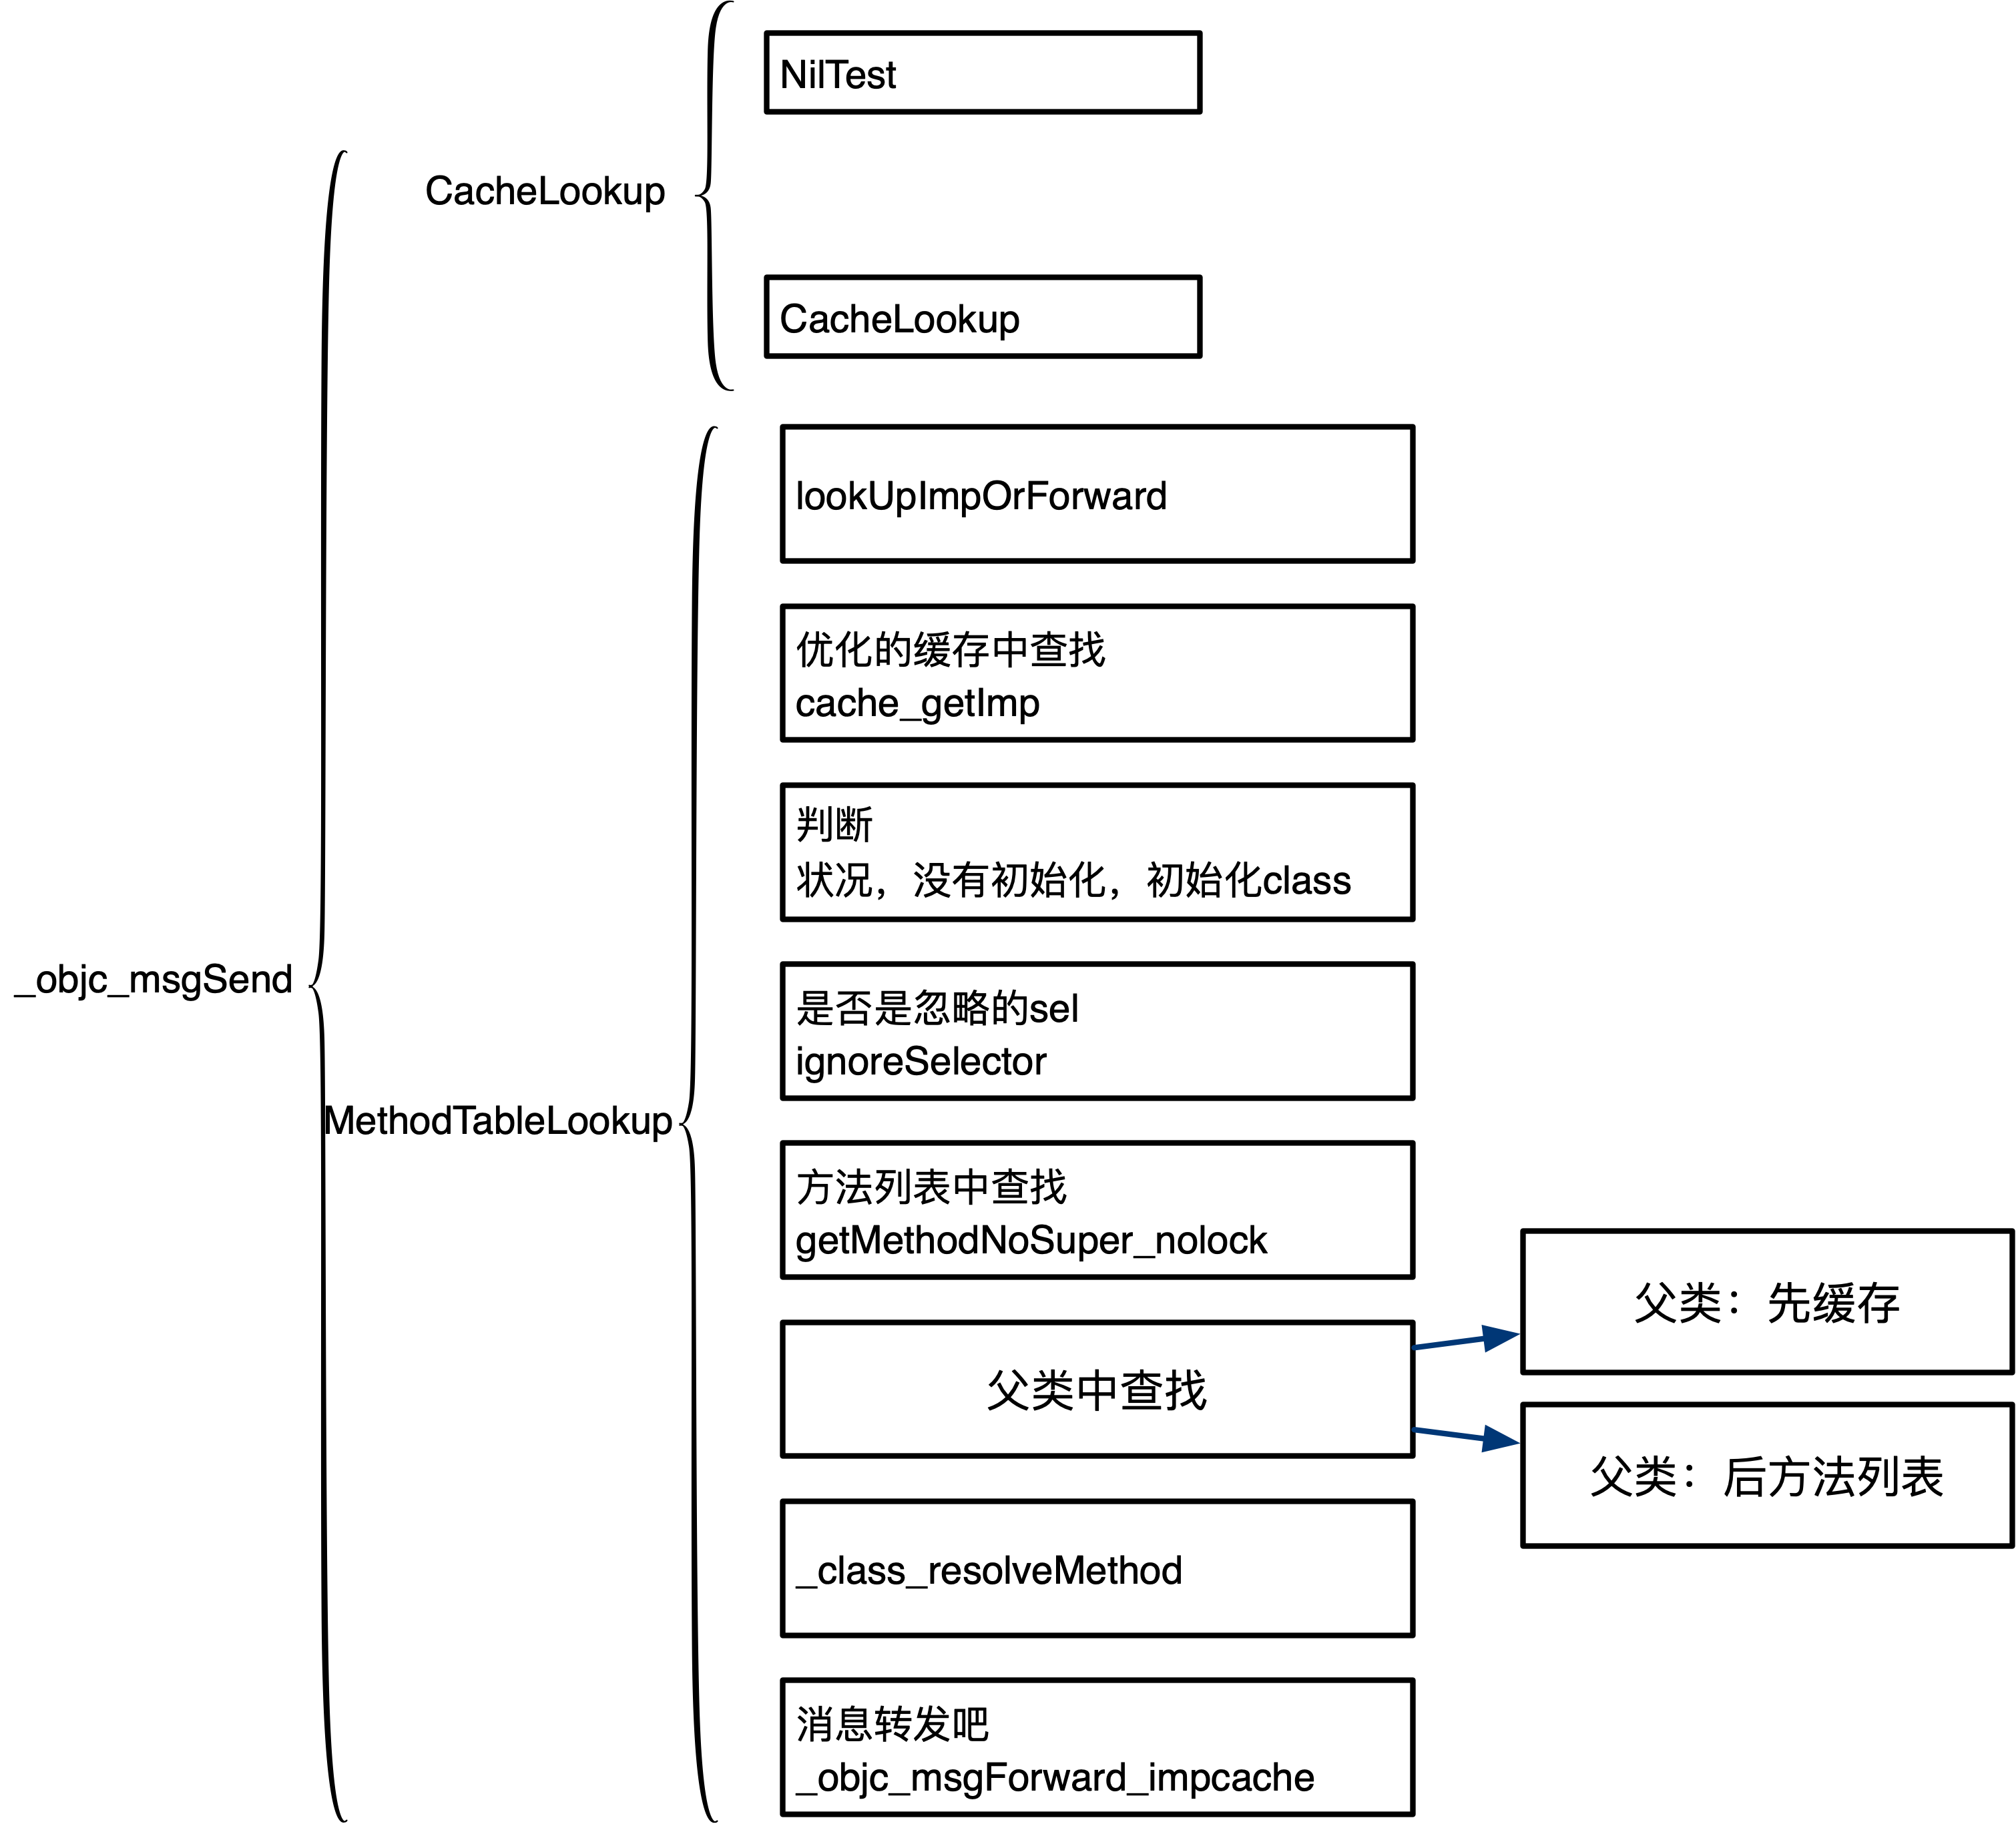 _objc_msgSend
CacheLookup
NilTest
CacheLookup
MethodTableLookup
lookUpImpOrForward
优化的缓存中查找
cache_getImp
判断
状况，没有初始化，初始化class
是否是忽略的sel
ignoreSelector
方法列表中查找
getMethodNoSuper_nolock
父类中查找
父类：先缓存
父类：后方法列表
_class_resolveMethod
消息转发吧
_objc_msgForward_impcache